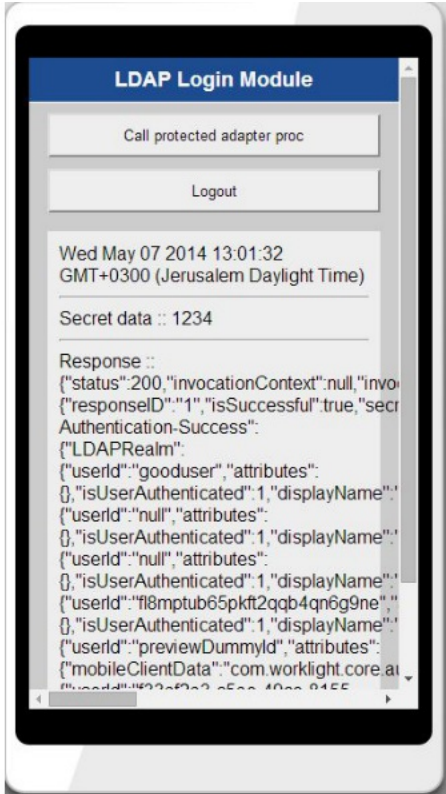 LDAP Login Module
Call protected adapter proc
Logout
Wed May 07 2014 13:01:32
GMT+0300 (Jerusalem Daylight Time)
Secret data :: 1234
Response ::
{"status":200,"invocationContext":null,"invo
{"responseID":"1","isSuccessful":true,"secr
Authentication-Success":
{"LDAPRealm":
{"userId":"gooduser","attributes":
{},"isUserAuthenticated":1,"displayName":"
{"userId":"null","attributes":
{},"isUserAuthenticated":1,"displayName":"
{"userId":"null","attributes":
{},"isUserAuthenticated":1,"displayName":"
{"userId":"fl8mptub65pkft2qqb4qn6g9ne","
{},"isUserAuthenticated":1,"displayName":"
{"userId":"previewDummyId","attributes":
{"mobileClientData":"com.worklight.core.au